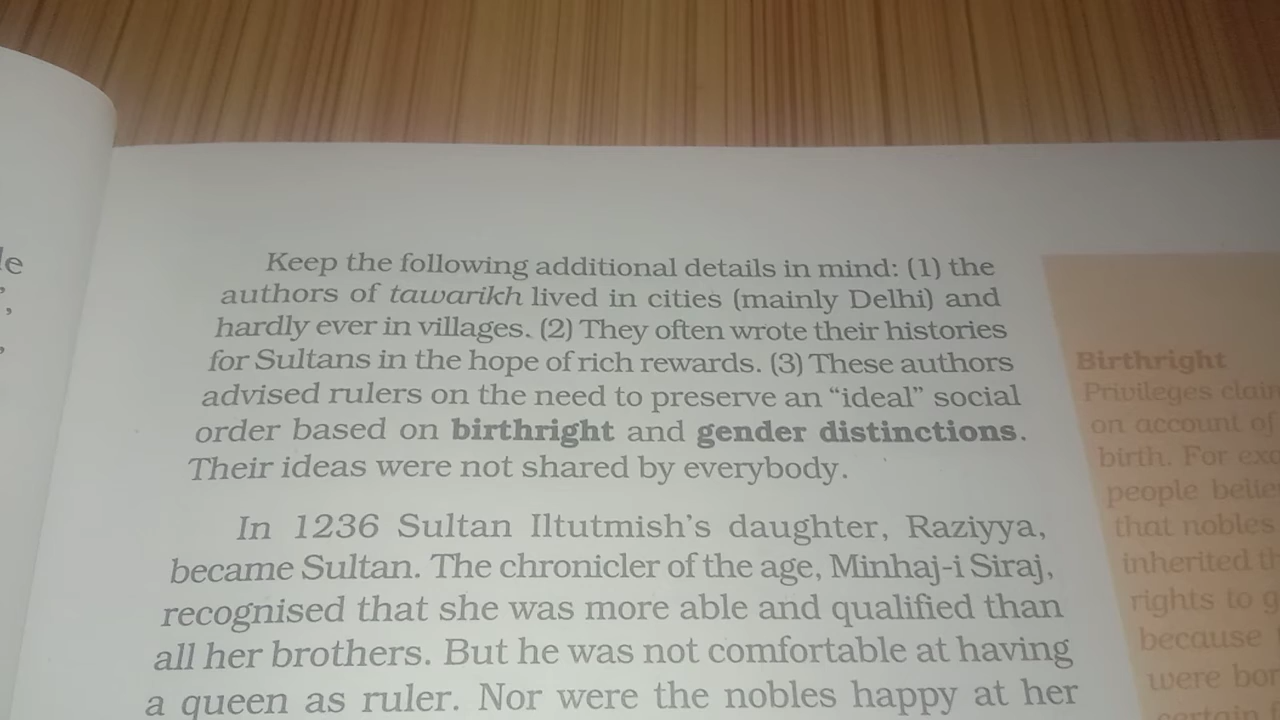 Keep the following additional details in mind: (1) the
authors of tawarikh lived in cities (mainly Delhi) and
hardly ever in villages. (2) They often wrote their histories
for Sultans in the hope of rich rewards. (3) These authors
advised rulers on the need to preserve an “ideal” social
order based on birthright and gender distinctions.
Their ideas were not shared by everybody.
In 1236 Sultan Iltutmish’s daughter, Raziyya,
became Sultan. The chronicler of the age, Minhaj-i Siraj,
recognised that she was more able and qualified than
all her brothers. But he was not comfortable at having
a queen as ruler. Nor were the nobles happy at her
Birthright
Privileges
on account of
birth. For
people
that nobles
inherited
rights to
because
were